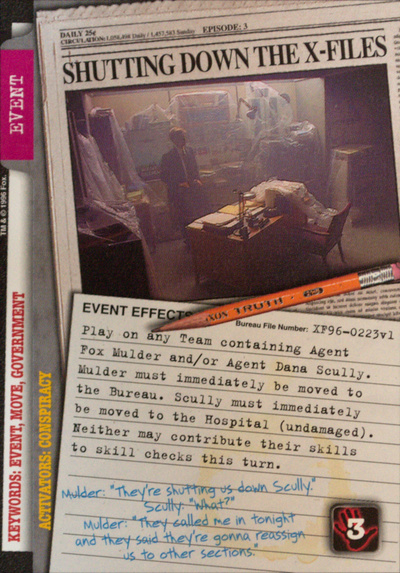 DAILY 25¢ EPISODE: 3
CIRCULATION: 1,058,498 Daily / 1,457,583 Sunday
SHUTTING DOWN THE X-FILES
EVENT
TM & © 1996 Fox.
KEYWORDS: EVENT, MOVE, GOVERNMENT
ACTIVATORS: CONSPIRACY
TRUTH
EVENT EFFECTS
Bureau File Number: XF96-0223v1
Play on any Team containing Agent
Fox Mulder and/or Agent Dana Scully.
Mulder must immediately be moved to
the Bureau. Scully must immediately
be moved to the Hospital (undamaged).
Neither may contribute their skills
to skill checks this turn.
Mulder: "They're shutting us down Scully."
Scully: "What?"
Mulder: "They called me in tonight
and they said they're gonna reassign
us to other sections."
3